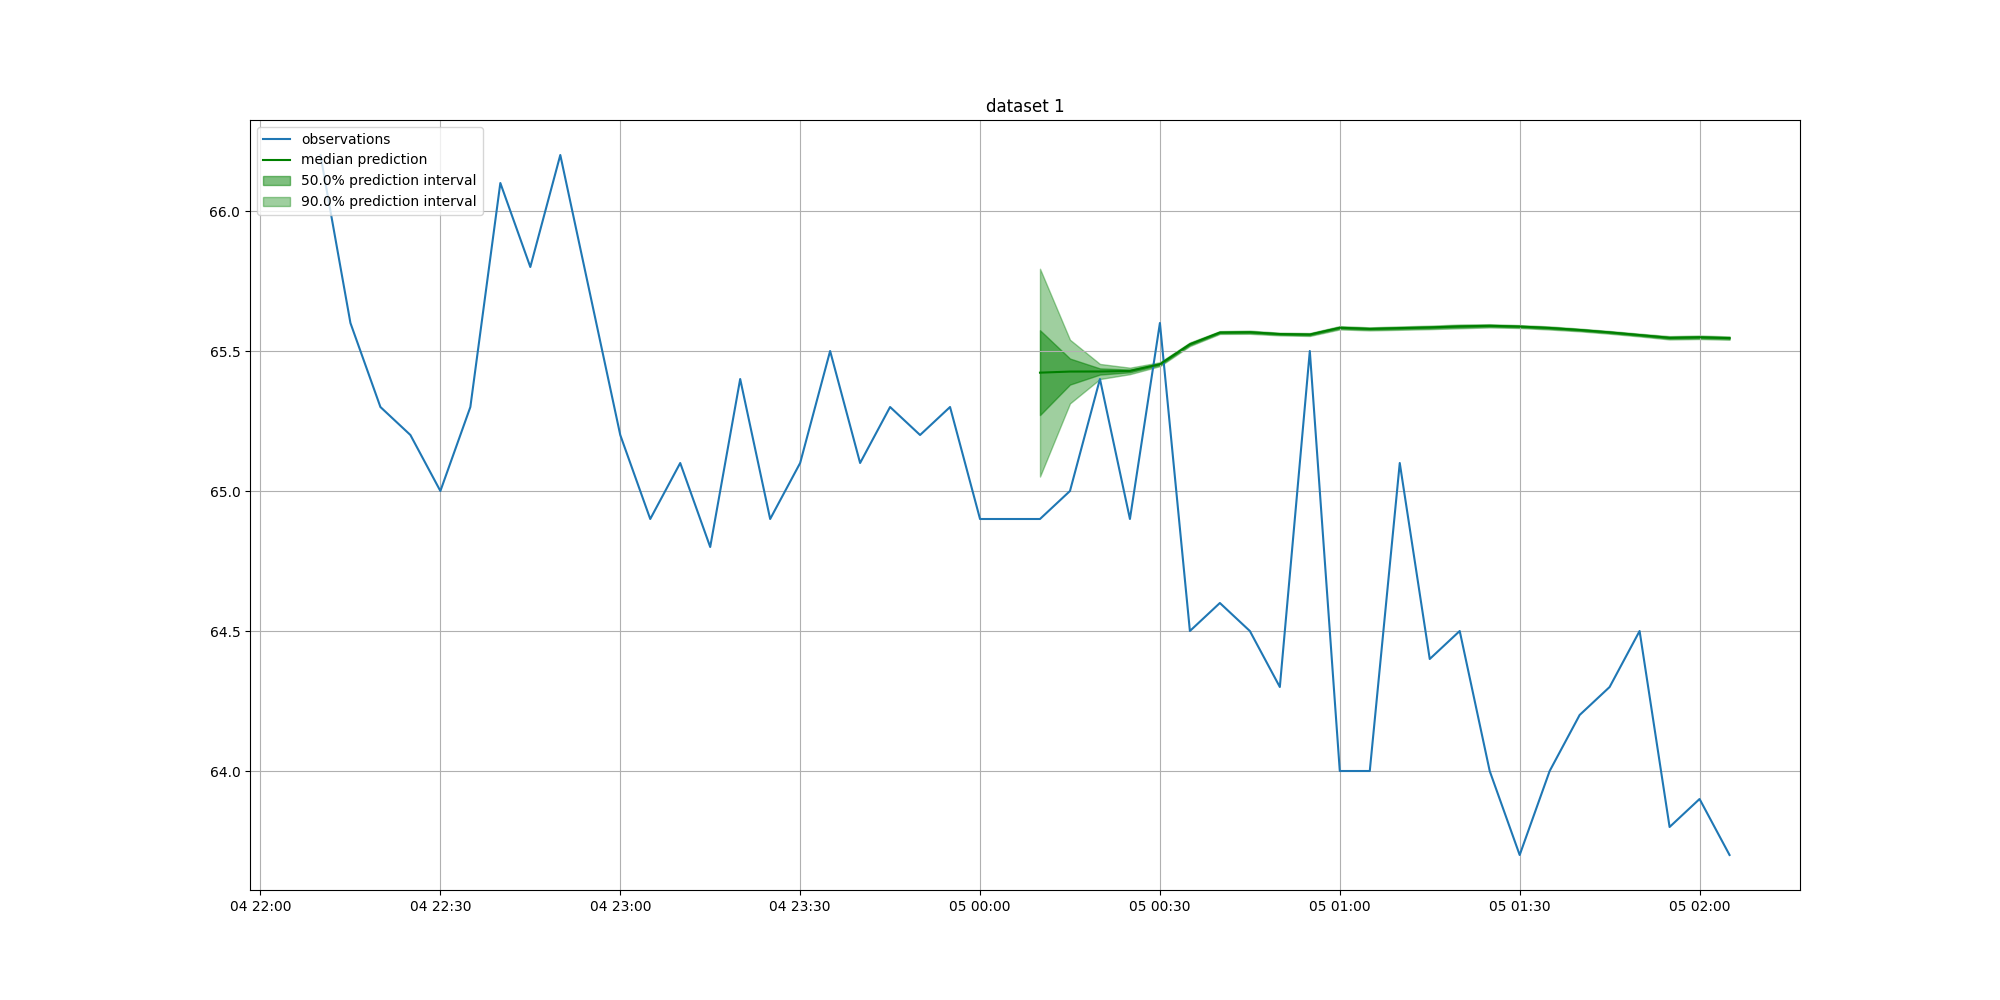 dataset 1
observations
median prediction
50.0% prediction interval
90.0% prediction interval
66.0
65.5
65.0
64.5
64.0
04 22:00 04 22:30 04 23:00 04 23:30 05 00:00 05 00:30 05 01:00 05 01:30 05 02:00